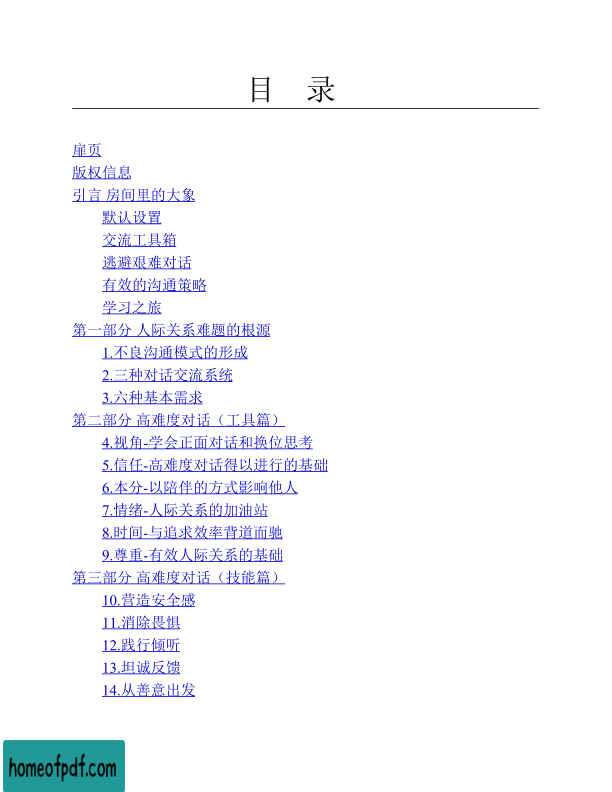 目 录
扉页
版权信息
引言 房间里的大象
默认设置
交流工具箱
逃避艰难对话
有效的沟通策略
学习之旅
第一部分 人际关系难题的根源
1.不良沟通模式的形成
2.三种对话交流系统
3.六种基本需求
第二部分 高难度对话（工具篇）
4.视角-学会正面对话和换位思考
5.信任-高难度对话得以进行的基础
6.本分-以陪伴的方式影响他人
7.情绪-人际关系的加油站
8.时间-与追求效率背道而驰
9.尊重-有效人际关系的基础
第三部分 高难度对话（技能篇）
10.营造安全感
11.消除畏惧
12.践行倾听
13.坦诚反馈
14.从善意出发
homeofpdf.com